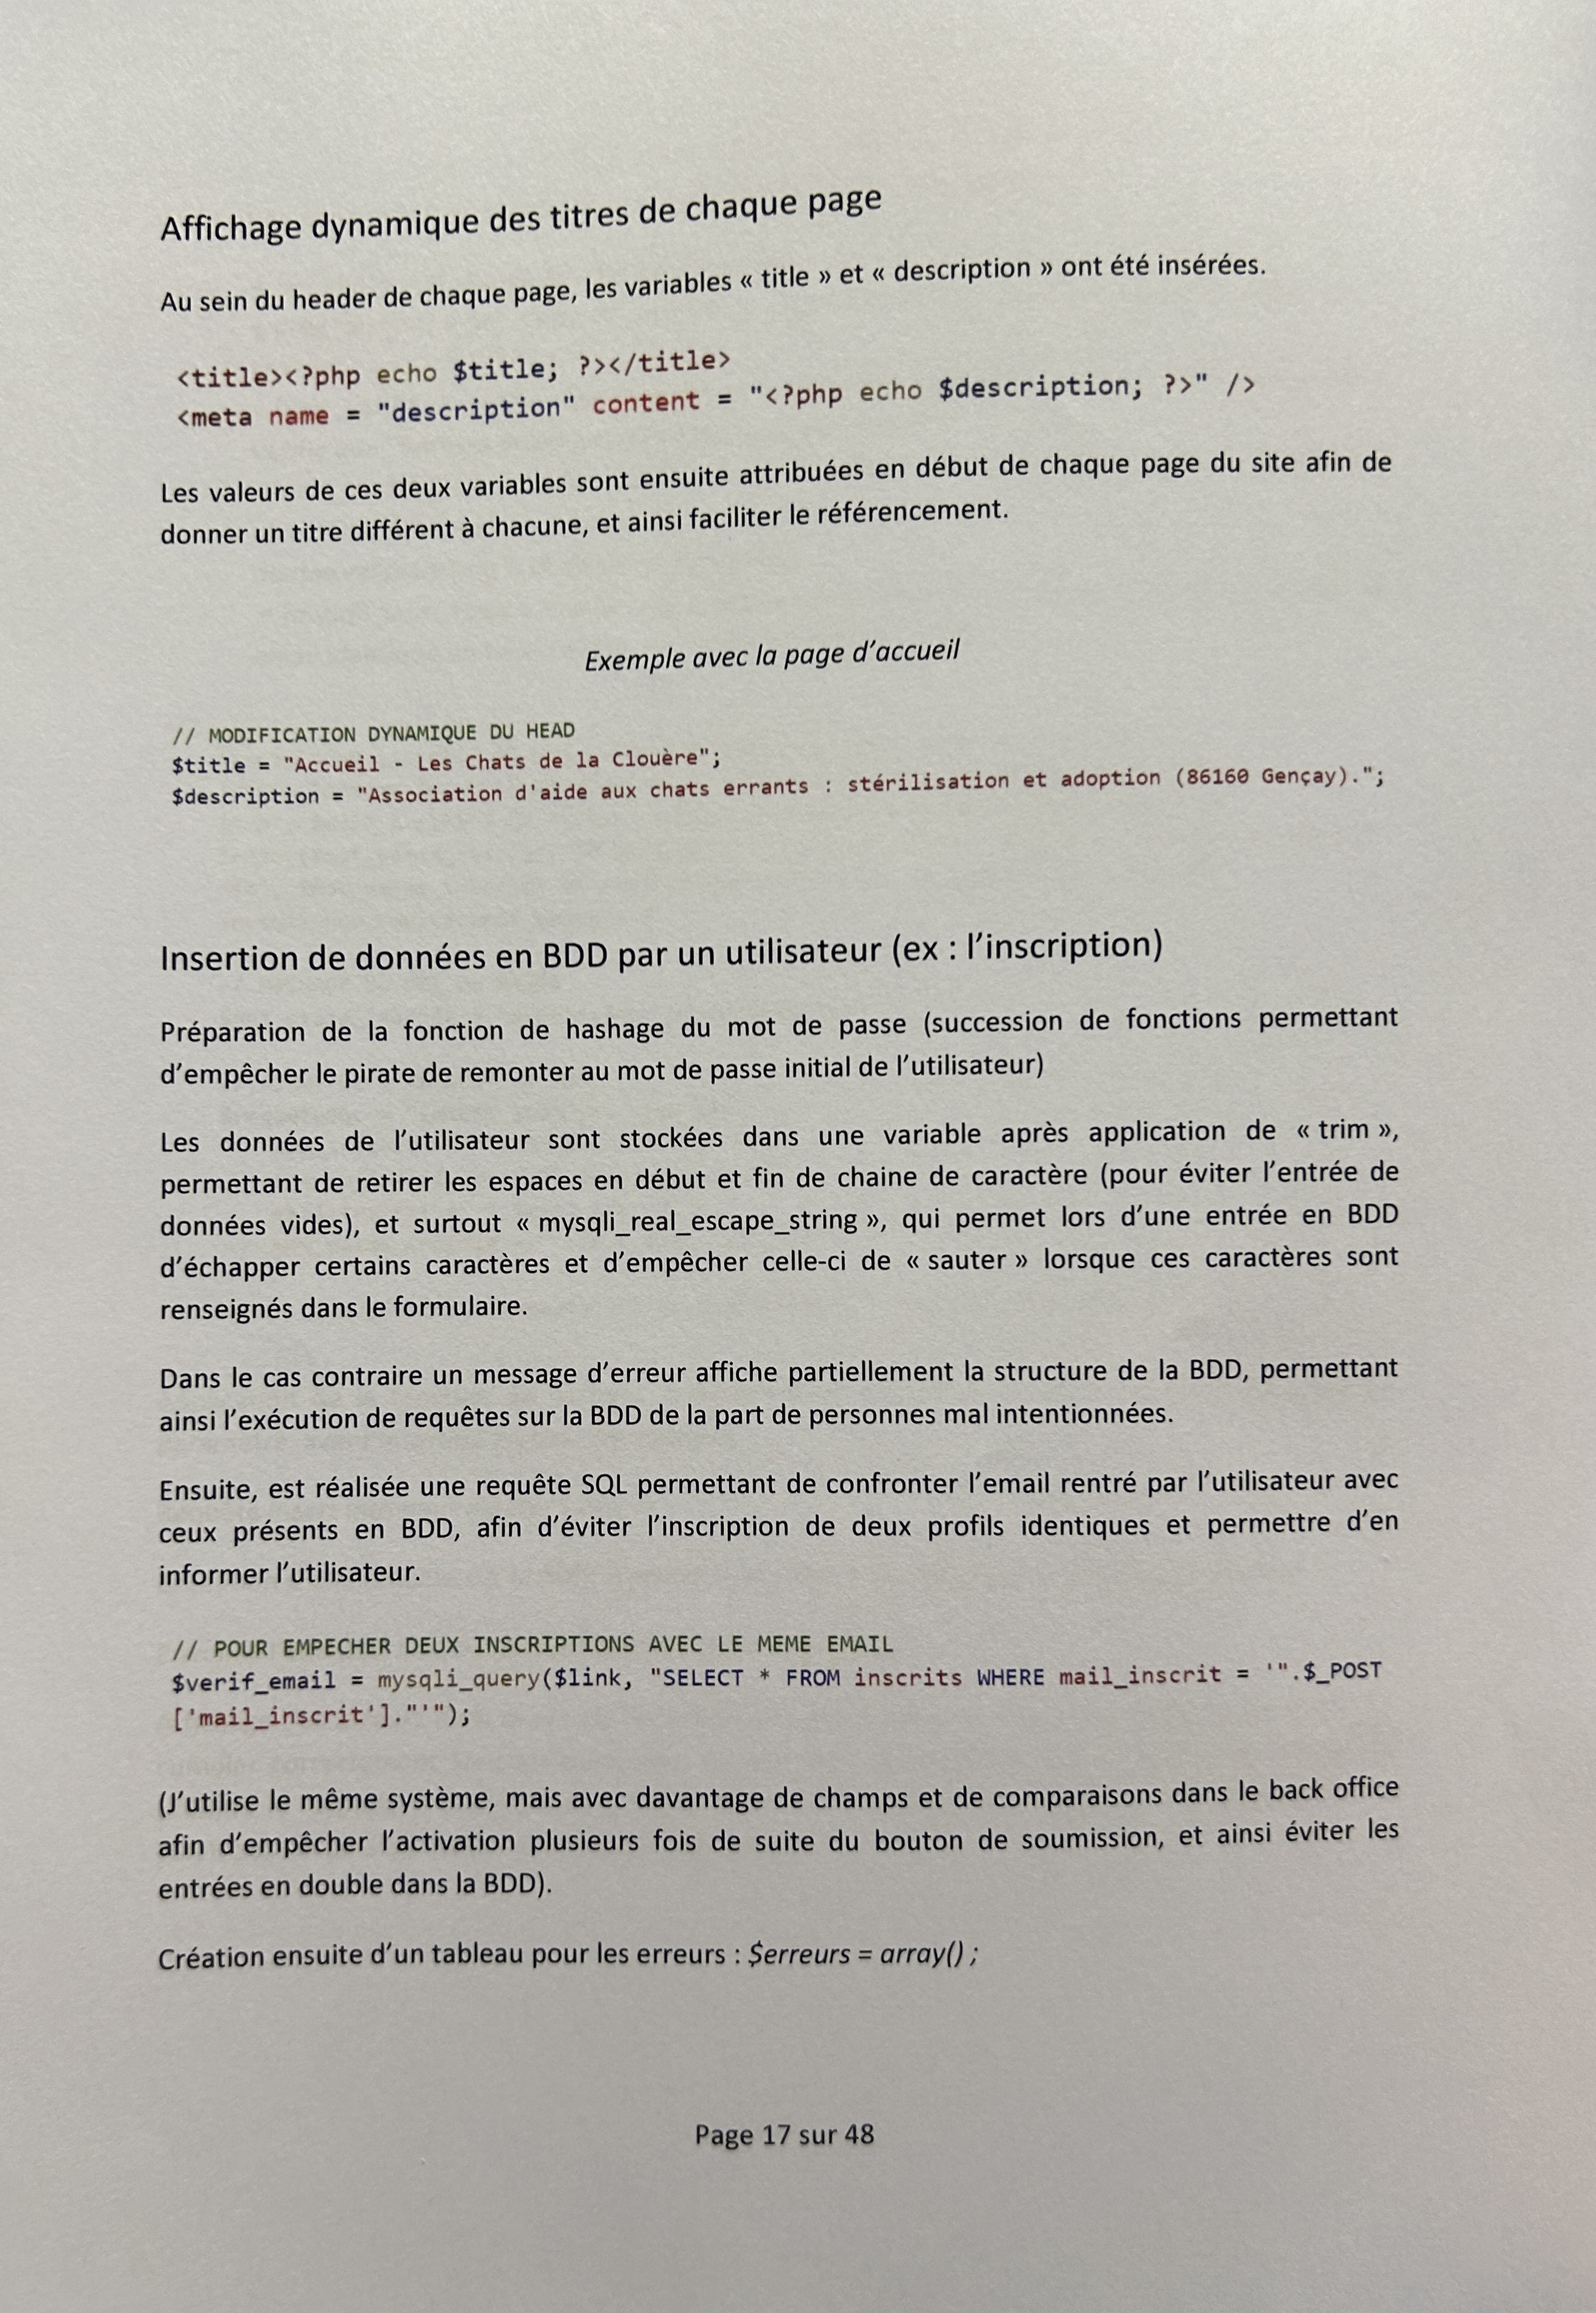 Affichage dynamique des titres de chaque page
Au sein du header de chaque page, les variables « title » et « description » ont été insérées.
<title><?php echo $title; ?></title>
<meta name = "description" content = "<?php echo $description; ?>" />
Les valeurs de ces deux variables sont ensuite attribuées en début de chaque page du site afin de
donner un titre différent à chacune, et ainsi faciliter le référencement.
Exemple avec la page d’accueil
// MODIFICATION DYNAMIQUE DU HEAD
$title = "Accueil - Les Chats de la Clouère";
$description = "Association d'aide aux chats errants : stérilisation et adoption (86160 Gençay).";
Insertion de données en BDD par un utilisateur (ex : l’inscription)
Préparation de la fonction de hashage du mot de passe (succession de fonctions permettant
d’empêcher le pirate de remonter au mot de passe initial de l’utilisateur)
Les données de l’utilisateur sont stockées dans une variable après application de « trim »,
permettant de retirer les espaces en début et fin de chaine de caractère (pour éviter l’entrée de
données vides), et surtout « mysqli_real_escape_string », qui permet lors d’une entrée en BDD
d’échapper certains caractères et d’empêcher celle-ci de « sauter » lorsque ces caractères sont
renseignés dans le formulaire.
Dans le cas contraire un message d’erreur affiche partiellement la structure de la BDD, permettant
ainsi l’exécution de requêtes sur la BDD de la part de personnes mal intentionnées.
Ensuite, est réalisée une requête SQL permettant de confronter l’email rentré par l’utilisateur avec
ceux présents en BDD, afin d’éviter l’inscription de deux profils identiques et permettre d’en
informer l’utilisateur.
// POUR EMPECHER DEUX INSCRIPTIONS AVEC LE MEME EMAIL
$verif_email = mysqli_query($link, "SELECT * FROM inscrits WHERE mail_inscrit = '".$_POST
['mail_inscrit']."'");
(J’utilise le même système, mais avec davantage de champs et de comparaisons dans le back office
afin d’empêcher l’activation plusieurs fois de suite du bouton de soumission, et ainsi éviter les
entrées en double dans la BDD).
Création ensuite d’un tableau pour les erreurs : $erreurs = array() ;
Page 17 sur 48